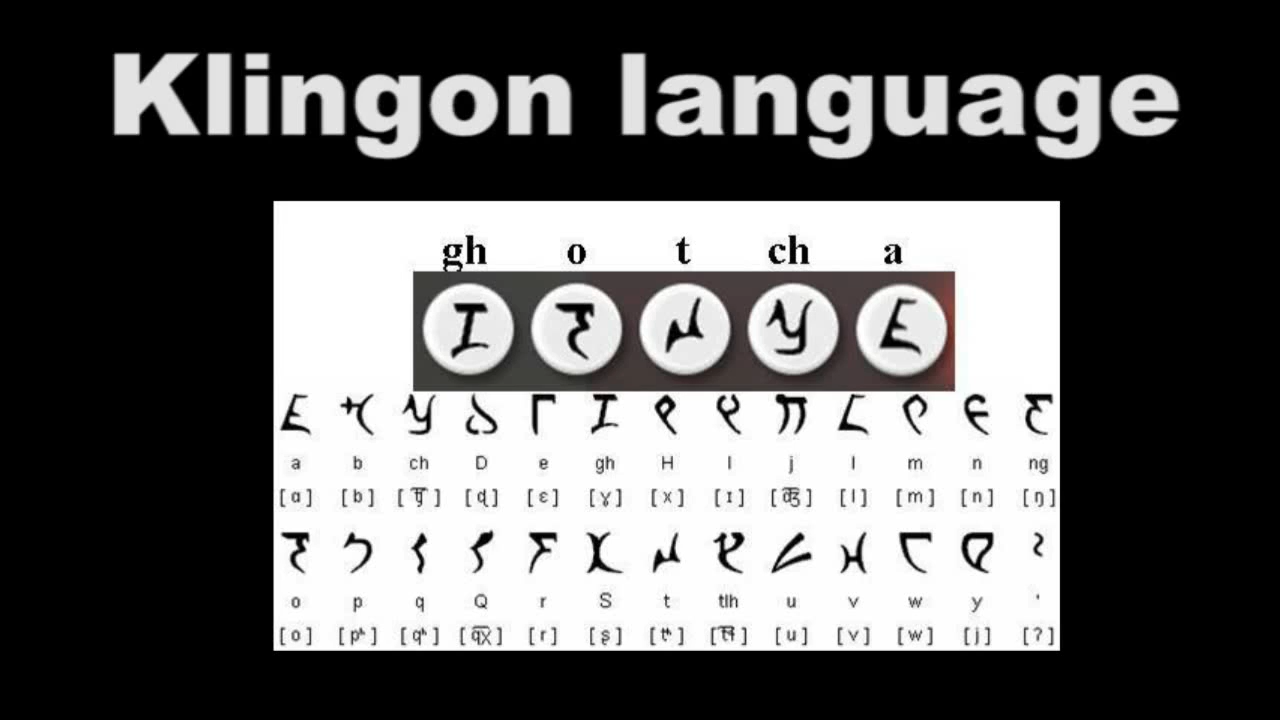 Klingon language
gh o t ch a
    
            
a b ch D e gh H I j l m n ng
[ɑ] [b] [t͡ʃ] [ɖ] [ɛ] [ɣ] [x] [ɪ] [d͡ʒ] [l] [m] [n] [ŋ]
            
o p q Q r S t tlh u v w y '
[o] [pʰ] [qʰ] [q͡χ] [r] [ʂ] [tʰ] [t͡ɬ] [u] [v] [w] [j] [ʔ]